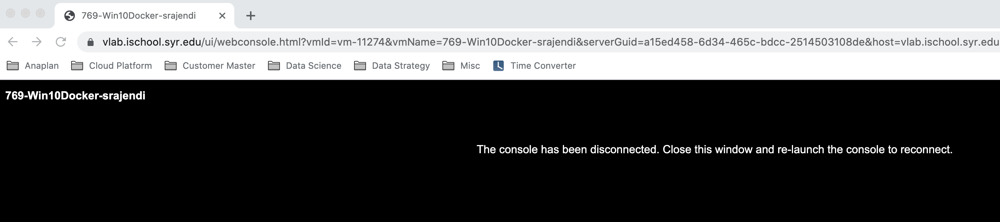 769-Win10Docker-srajendi
vlab.ischool.syr.edu/ui/webconsole.html?vmId=vm-11274&vmName=769-Win10Docker-srajendi&serverGuid=a15ed458-6d34-465c-bdcc-2514503108de&host=vlab.ischool.syr.edu
Anaplan Cloud Platform Customer Master Data Science Data Strategy Misc Time Converter
769-Win10Docker-srajendi
The console has been disconnected. Close this window and re-launch the console to reconnect.